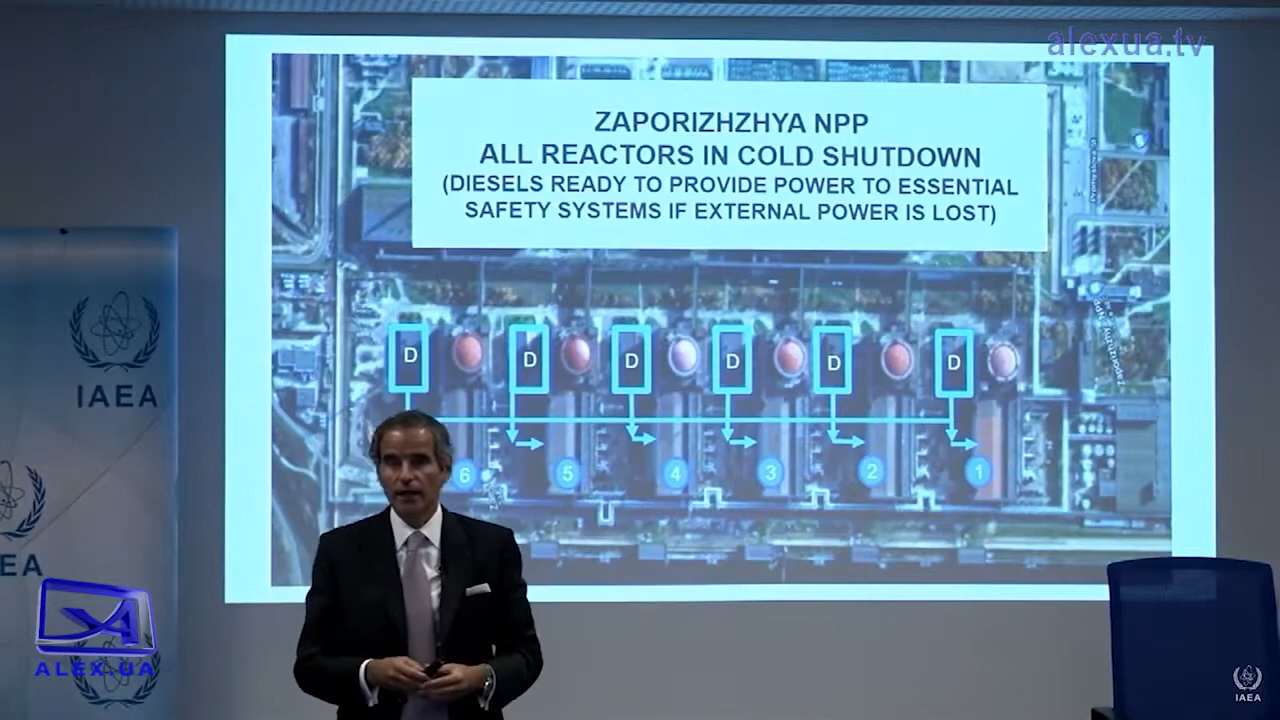 alexua.tv
ZAPORIZHZHYA NPP
ALL REACTORS IN COLD SHUTDOWN
(DIESELS READY TO PROVIDE POWER TO ESSENTIAL
SAFETY SYSTEMS IF EXTERNAL POWER IS LOST)
D D D D D D
6 5 4 3 2 1
IAEA
EA
ALEX.UA
IAEA